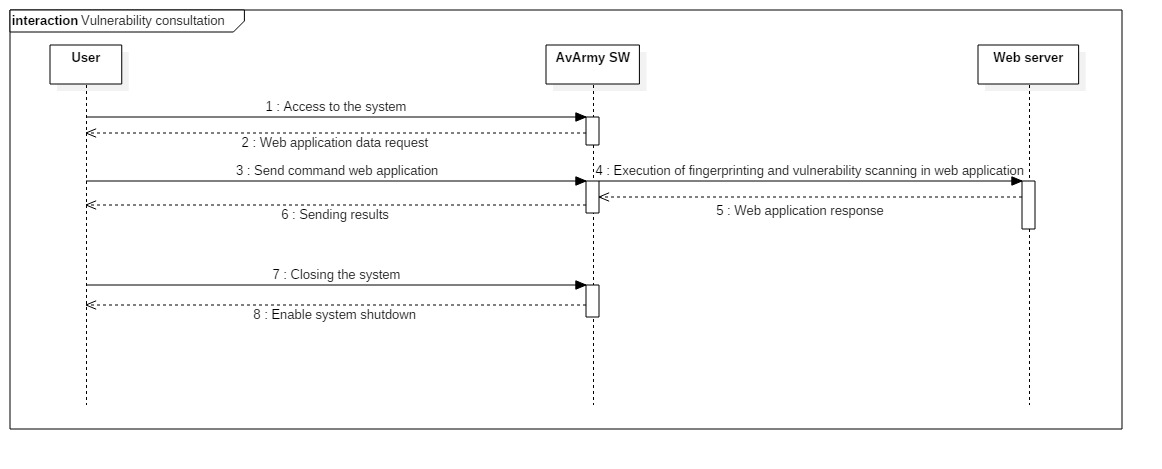 interaction Vulnerability consultation
User
AvArmy SW
Web server
1 : Access to the system
2 : Web application data request
3 : Send command web application
4 : Execution of fingerprinting and vulnerability scanning in web application
5 : Web application response
6 : Sending results
7 : Closing the system
8 : Enable system shutdown